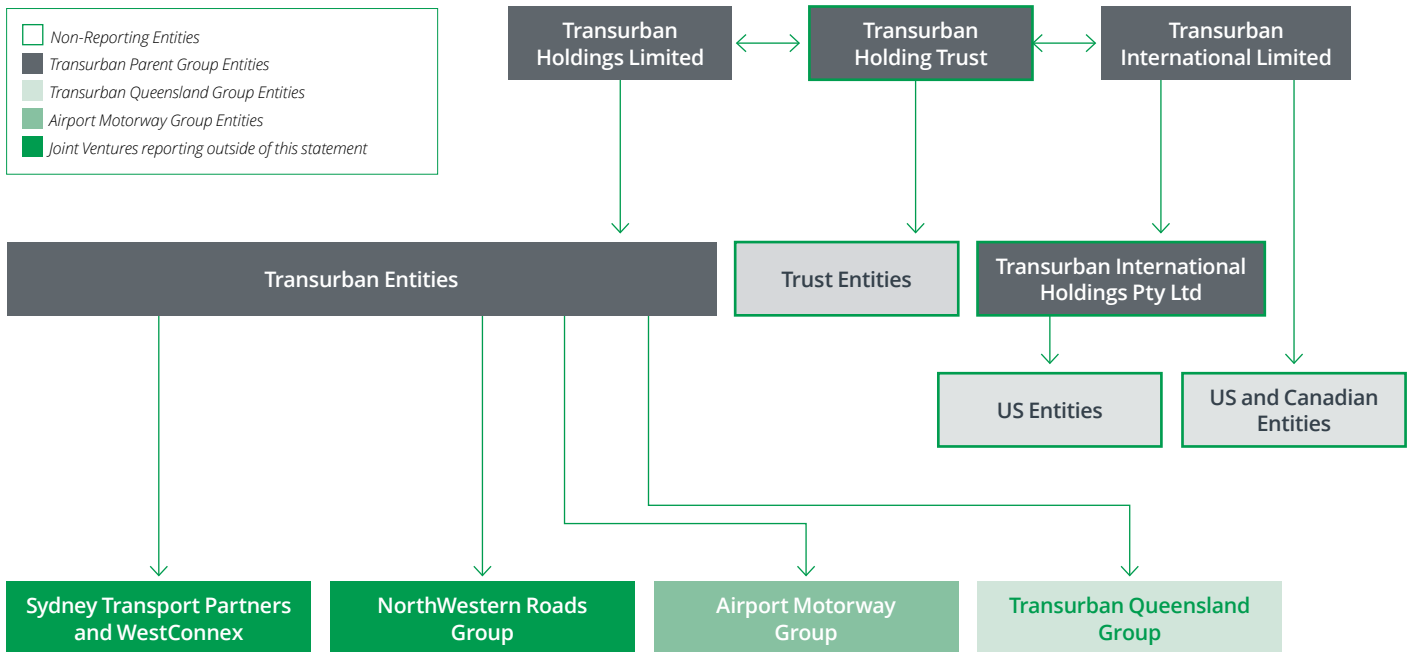 Non-Reporting Entities
Transurban Parent Group Entities
Transurban Queensland Group Entities
Airport Motorway Group Entities
Joint Ventures reporting outside of this statement
Transurban
Holdings Limited
Transurban
Holding Trust
Transurban
International Limited
Transurban Entities
Trust Entities
Transurban International
Holdings Pty Ltd
US Entities
US and Canadian
Entities
Sydney Transport Partners
and WestConnex
NorthWestern Roads
Group
Airport Motorway
Group
Transurban Queensland
Group